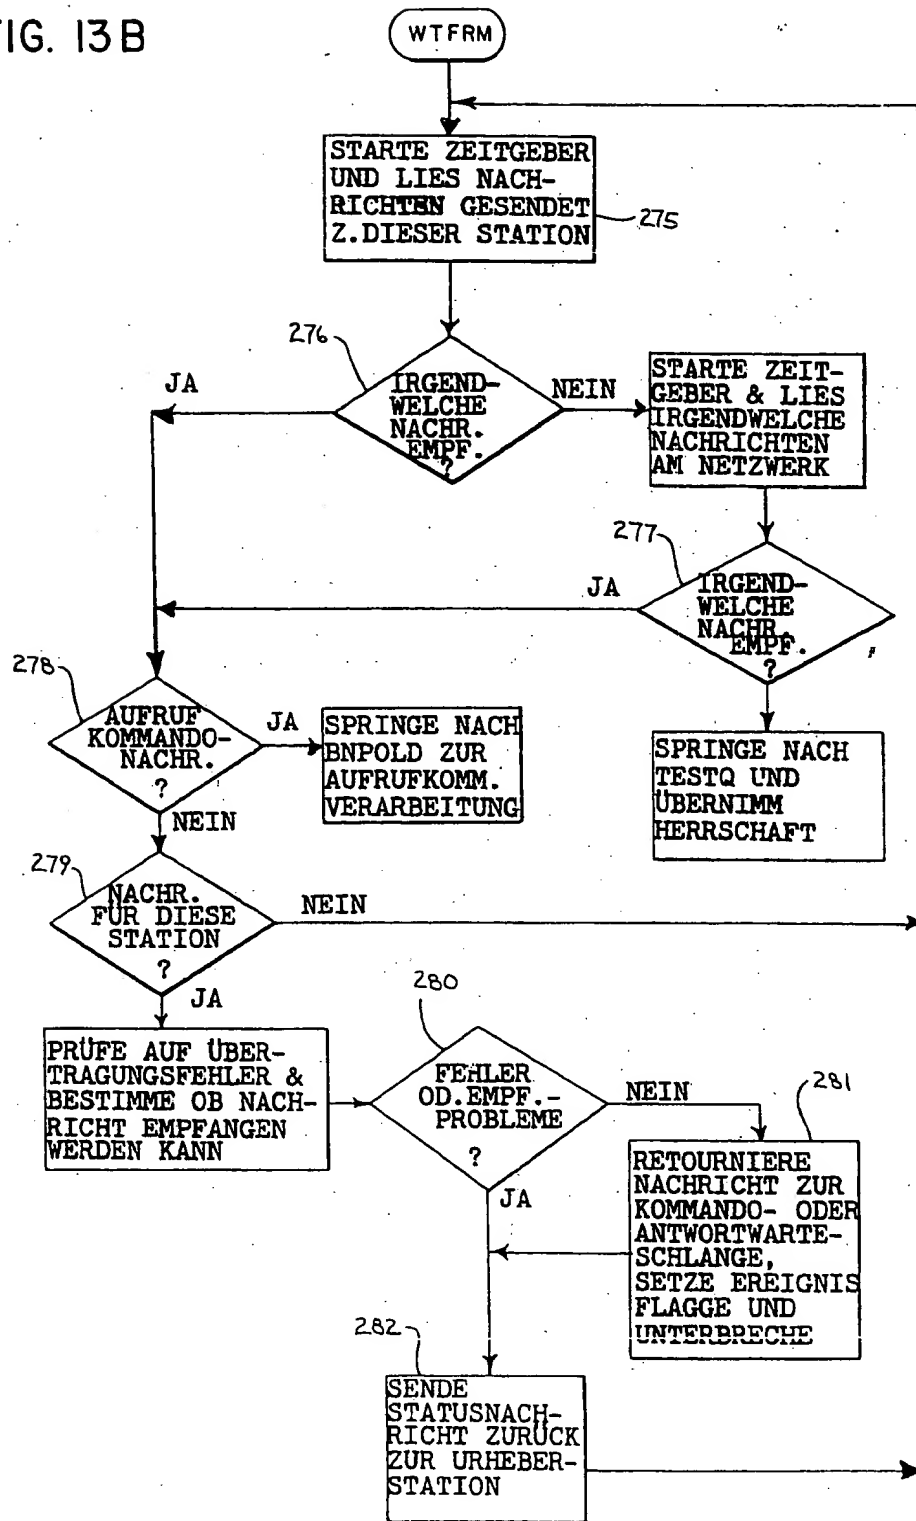 FIG. 13B
WTFRM
STARTE ZEITGEBER
UND LIES NACH-
RICHTEN GESENDET
Z.DIESER STATION
275
276
IRGEND-
WELCHE
NACHR.
EMPF.
?
JA
NEIN
STARTE ZEIT-
GEBER & LIES
IRGENDWELCHE
NACHRICHTEN
AM NETZWERK
277
IRGEND-
WELCHE
NACHR.
EMPF.
?
JA
278
AUFRUF
KOMMANDO-
NACHR.
?
JA
SPRINGE NACH
BNPOLD ZUR
AUFRUFKOMM.
VERARBEITUNG
SPRINGE NACH
TESTQ UND
ÜBERNIMM
HERRSCHAFT
NEIN
279
NACHR.
FÜR DIESE
STATION
?
NEIN
JA
PRÜFE AUF ÜBER-
TRAGUNGSFEHLER &
BESTIMME OB NACH-
RICHT EMPFANGEN
WERDEN KANN
280
FEHLER
OD.EMPF.-
PROBLEME
?
NEIN
JA
281
RETOURNIERE
NACHRICHT ZUR
KOMMANDO- ODER
ANTWORTWARTE-
SCHLANGE,
SETZE EREIGNIS
FLAGGE UND
UNTERBRECHE
282
SENDE
STATUSNACH-
RICHT ZURÜCK
ZUR URHEBER-
STATION